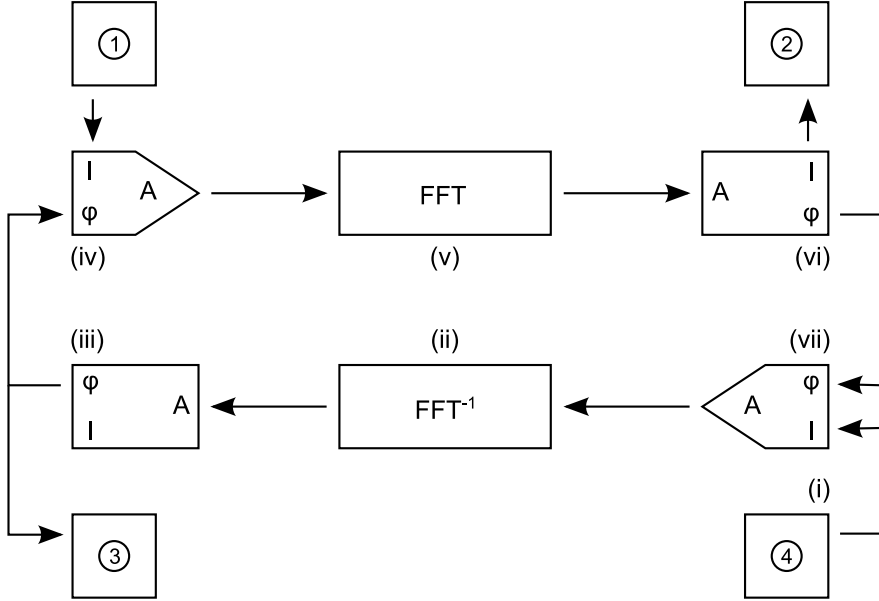 ① ②
I
A
φ
FFT
A
I
φ
(iv) (v) (vi)
(iii) (ii) (vii)
φ
A
I
FFT⁻¹
φ
A
I
(i)
③ ④